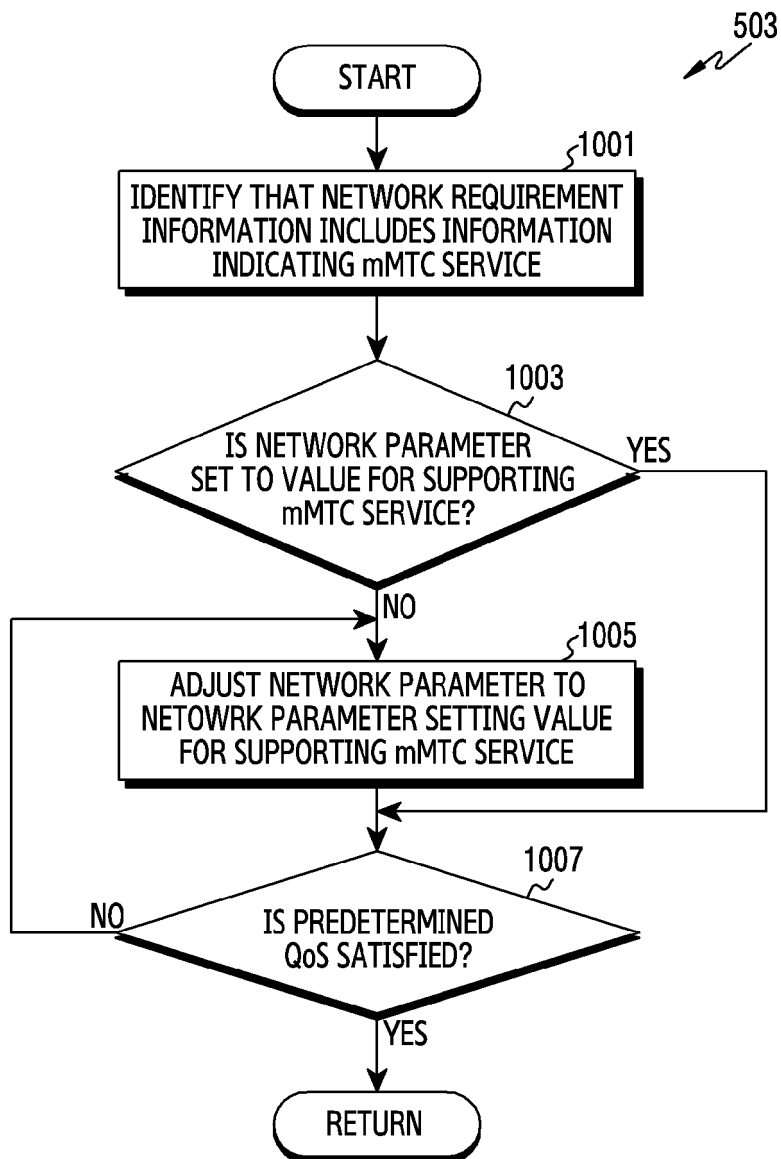 503
START
1001
IDENTIFY THAT NETWORK REQUIREMENT
INFORMATION INCLUDES INFORMATION
INDICATING mMTC SERVICE
1003
IS NETWORK PARAMETER
SET TO VALUE FOR SUPPORTING
mMTC SERVICE?
YES
NO
1005
ADJUST NETWORK PARAMETER TO
NETOWRK PARAMETER SETTING VALUE
FOR SUPPORTING mMTC SERVICE
1007
NO
IS PREDETERMINED
QoS SATISFIED?
YES
RETURN